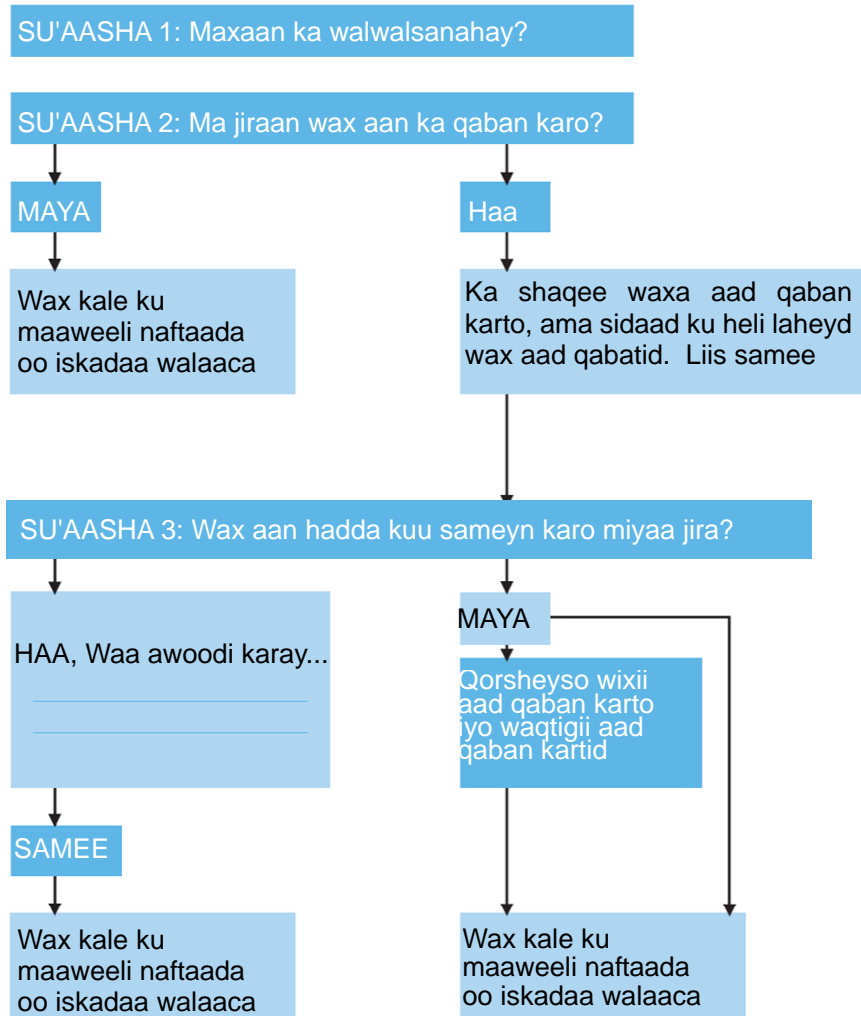 SU'AASHA 1: Maxaan ka walwalsanahay?
SU'AASHA 2: Ma jiraan wax aan ka qaban karo?
MAYA
Wax kale ku
maaweeli naftaada
oo iskadaa walaaca
Haa
Ka shaqee waxa aad qaban
karto, ama sidaad ku heli laheyd
wax aad qabatid. Liis samee
SU'AASHA 3: Wax aan hadda kuu sameyn karo miyaa jira?
HAA, Waa awoodi karay...
SAMEE
Wax kale ku
maaweeli naftaada
oo iskadaa walaaca
MAYA
Qorsheyso wixii
aad qaban karto
iyo waqtigii aad
qaban kartid
Wax kale ku
maaweeli naftaada
oo iskadaa walaaca